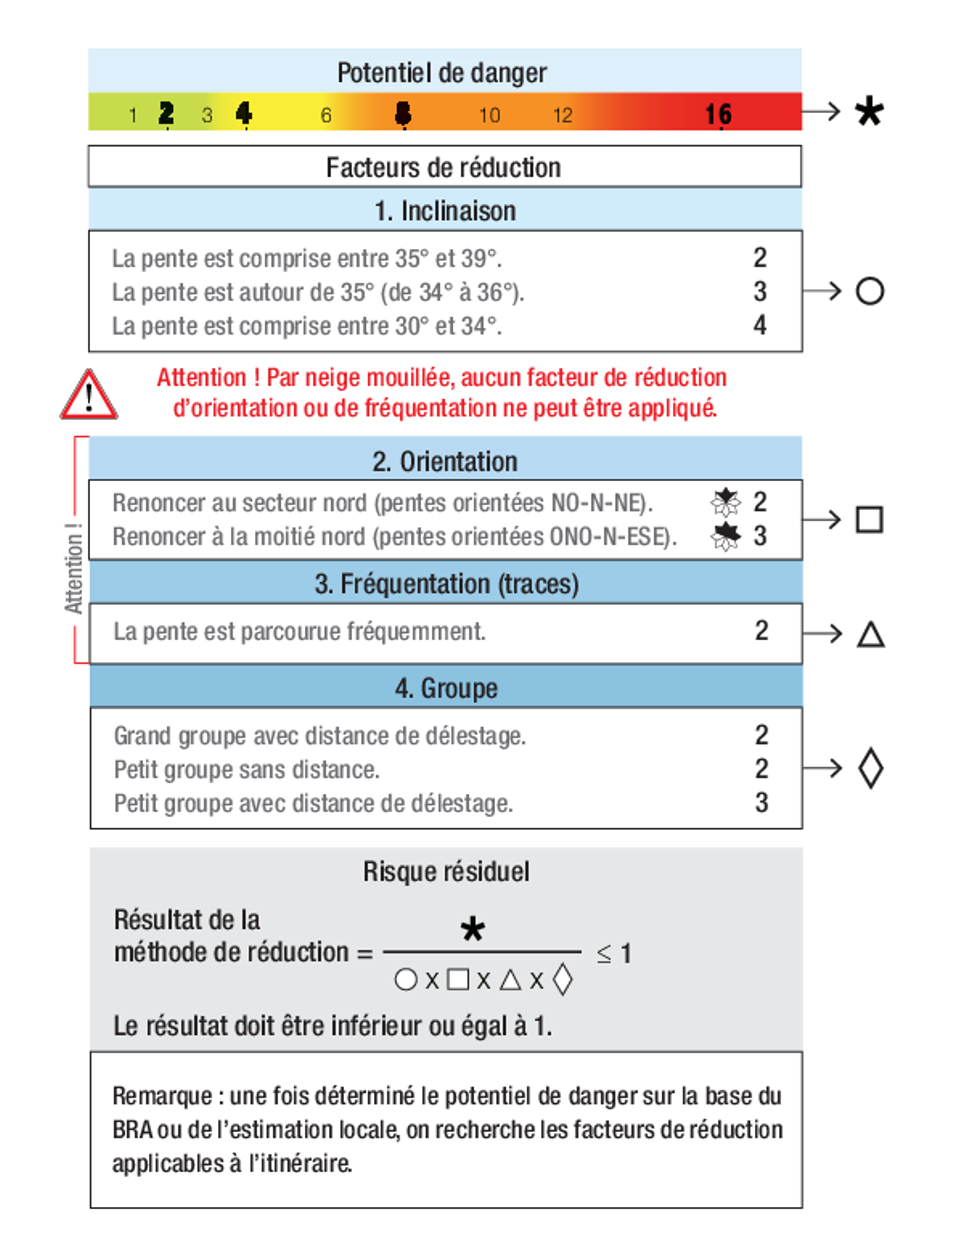 Potentiel de danger
1 2 3 4 6 8 10 12 16
Facteurs de réduction
1. Inclinaison
La pente est comprise entre 35° et 39°. 2
La pente est autour de 35° (de 34° à 36°). 3
La pente est comprise entre 30° et 34°. 4
Attention ! Par neige mouillée, aucun facteur de réduction
d’orientation ou de fréquentation ne peut être appliqué.
Attention !
2. Orientation
Renoncer au secteur nord (pentes orientées NO-N-NE). 2
Renoncer à la moitié nord (pentes orientées ONO-N-ESE). 3
3. Fréquentation (traces)
La pente est parcourue fréquemment. 2
4. Groupe
Grand groupe avec distance de délestage. 2
Petit groupe sans distance. 2
Petit groupe avec distance de délestage. 3
Risque résiduel
Résultat de la
méthode de réduction = * / ○ x □ x △ x ◊ ≤ 1
Le résultat doit être inférieur ou égal à 1.
Remarque : une fois déterminé le potentiel de danger sur la base du
BRA ou de l’estimation locale, on recherche les facteurs de réduction
applicables à l’itinéraire.